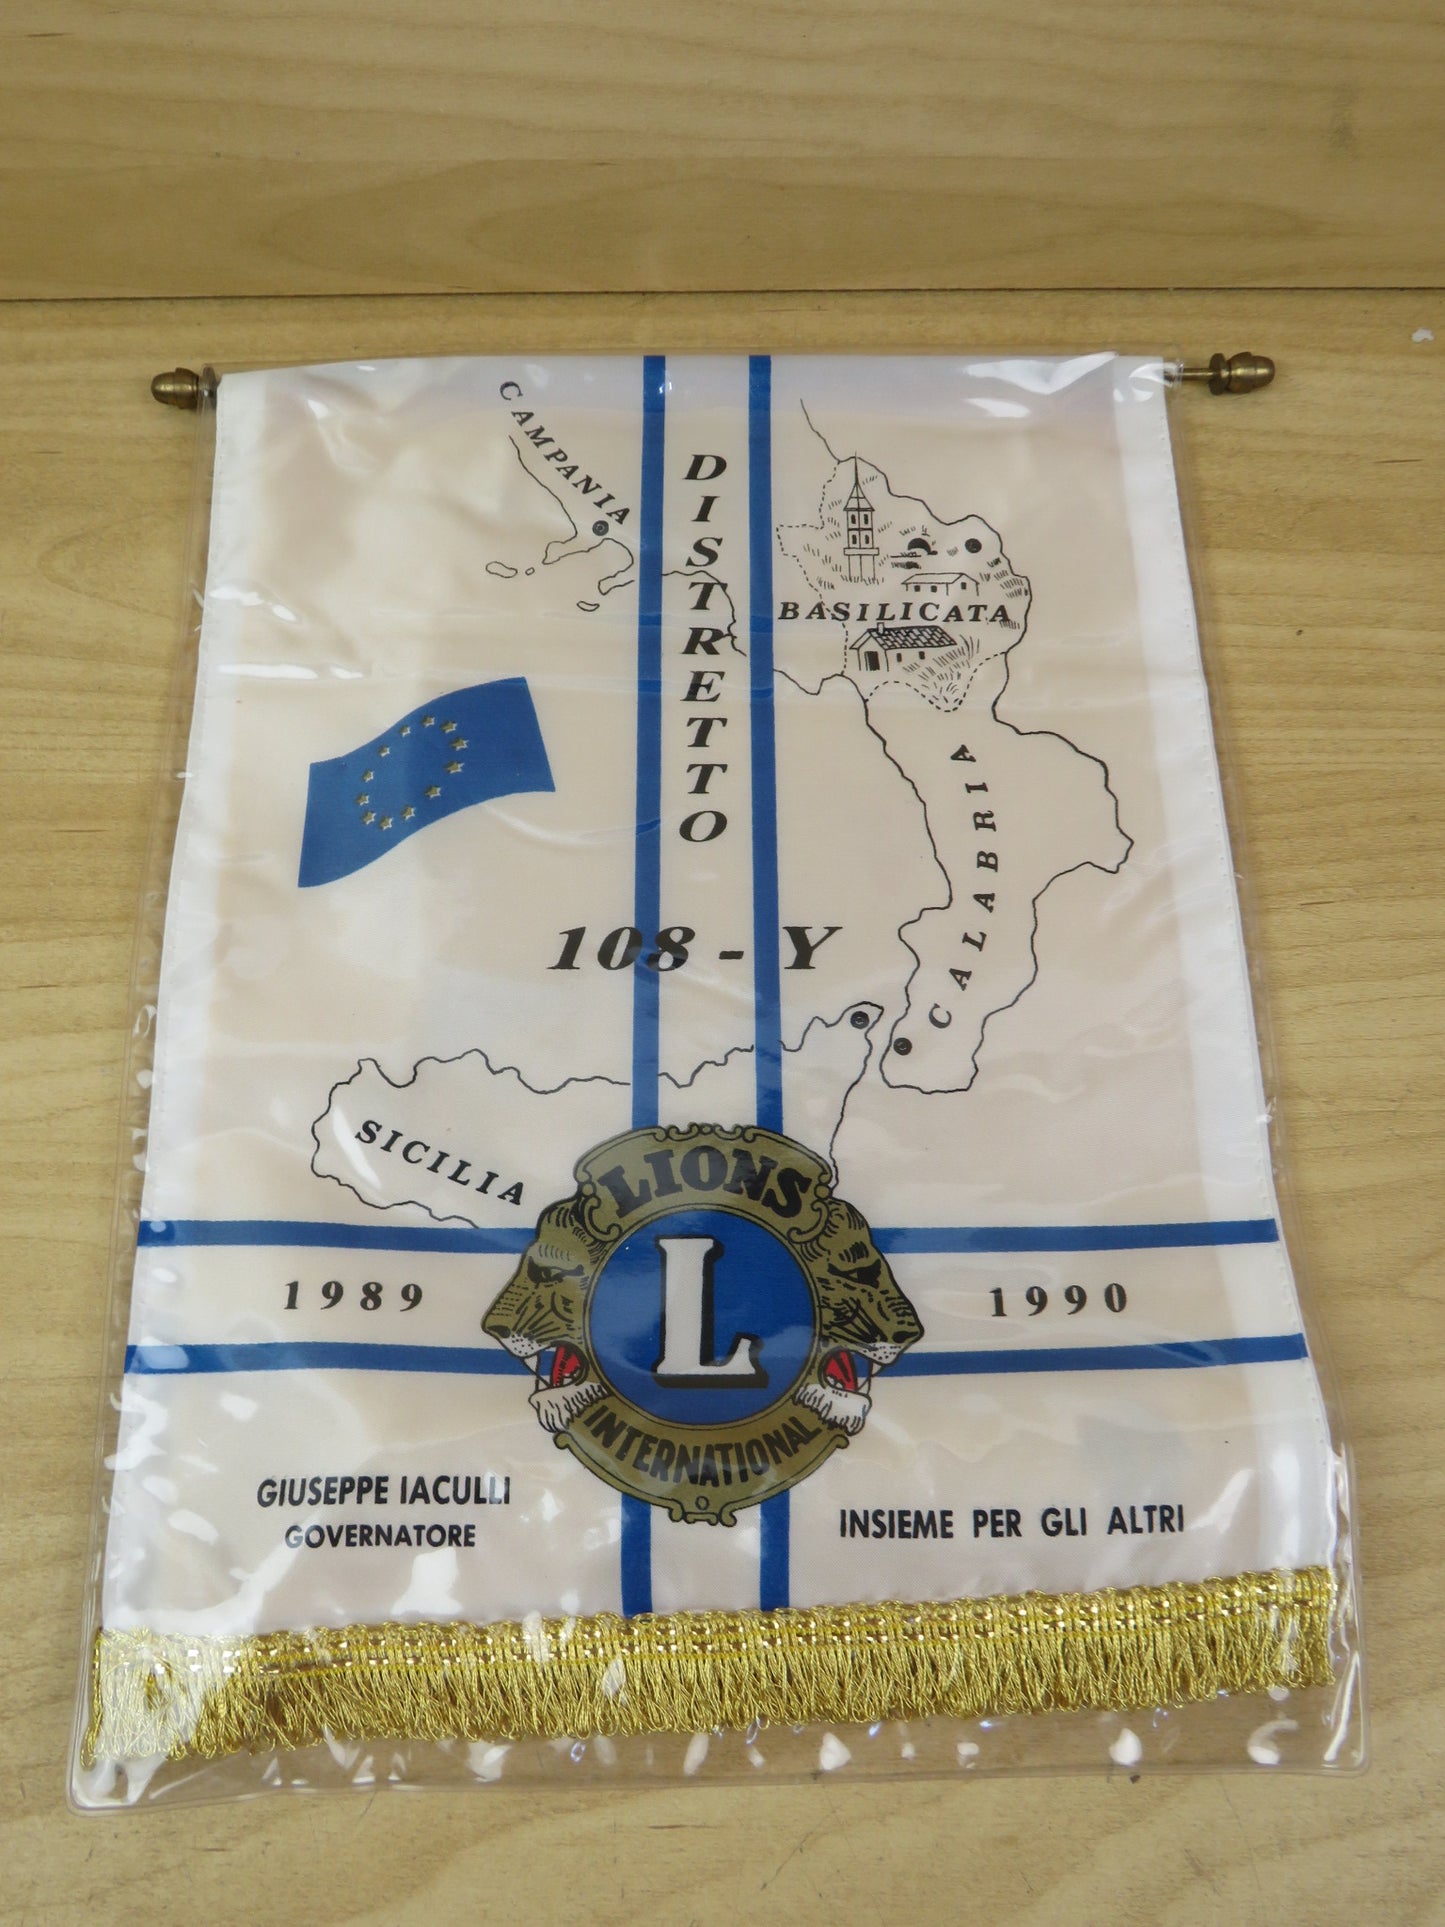 CAMPANIA
DISTRETTO
BASILICATA
CALABRIA
108 - Y
SICILIA
LIONS
L
INTERNATIONAL
1989
1990
GIUSEPPE IACULLI
GOVERNATORE
INSIEME PER GLI ALTRI